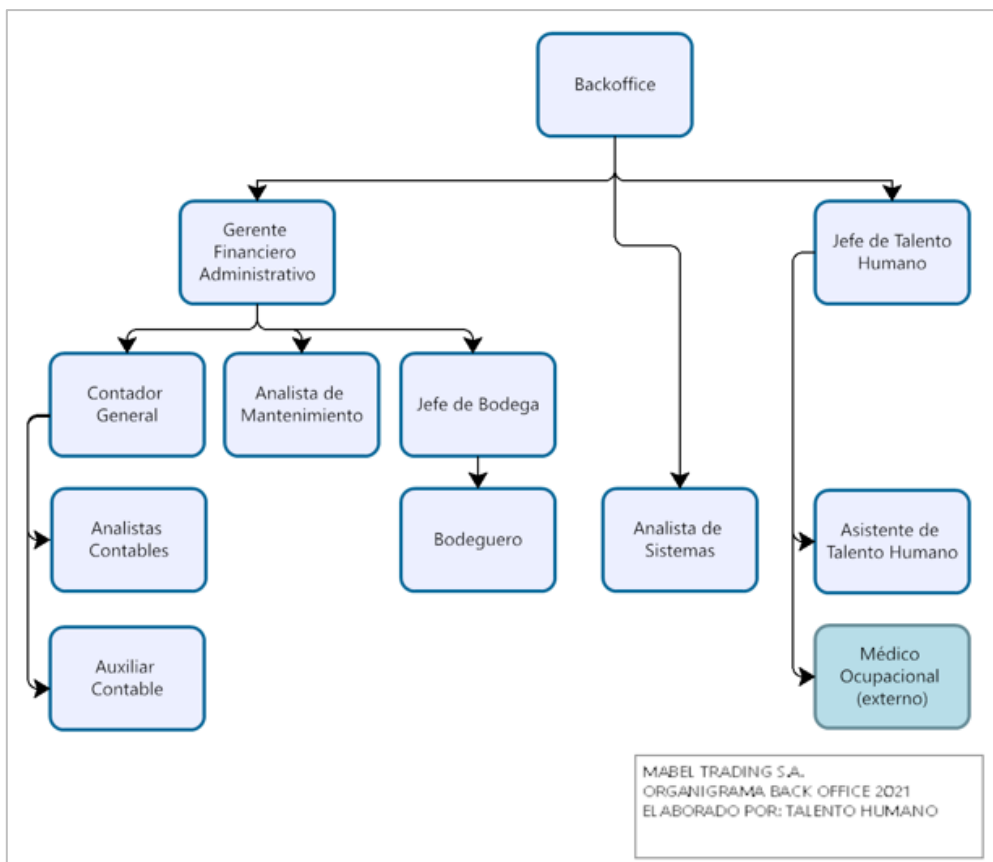 Backoffice
Gerente
Financiero
Administrativo
Jefe de Talento
Humano
Contador
General
Analista de
Mantenimiento
Jefe de Bodega
Analistas
Contables
Bodeguero
Analista de
Sistemas
Asistente de
Talento Humano
Auxiliar
Contable
Médico
Ocupacional
(externo)
MABEL TRADING S.A.
ORGANIGRAMA BACK OFFICE 2021
ELABORADO POR: TALENTO HUMANO